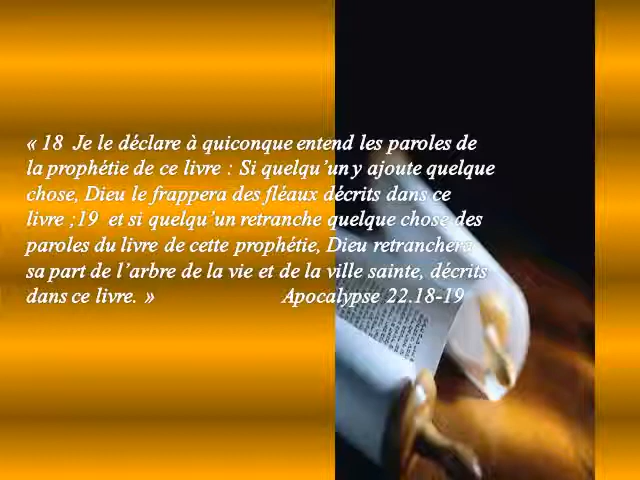 « 18 Je le déclare à quiconque entend les paroles de
la prophétie de ce livre : Si quelqu’un y ajoute quelque
chose, Dieu le frappera des fléaux décrits dans ce
livre ;19 et si quelqu’un retranche quelque chose des
paroles du livre de cette prophétie, Dieu retranchera
sa part de l’arbre de la vie et de la ville sainte, décrits
dans ce livre. » Apocalypse 22.18-19